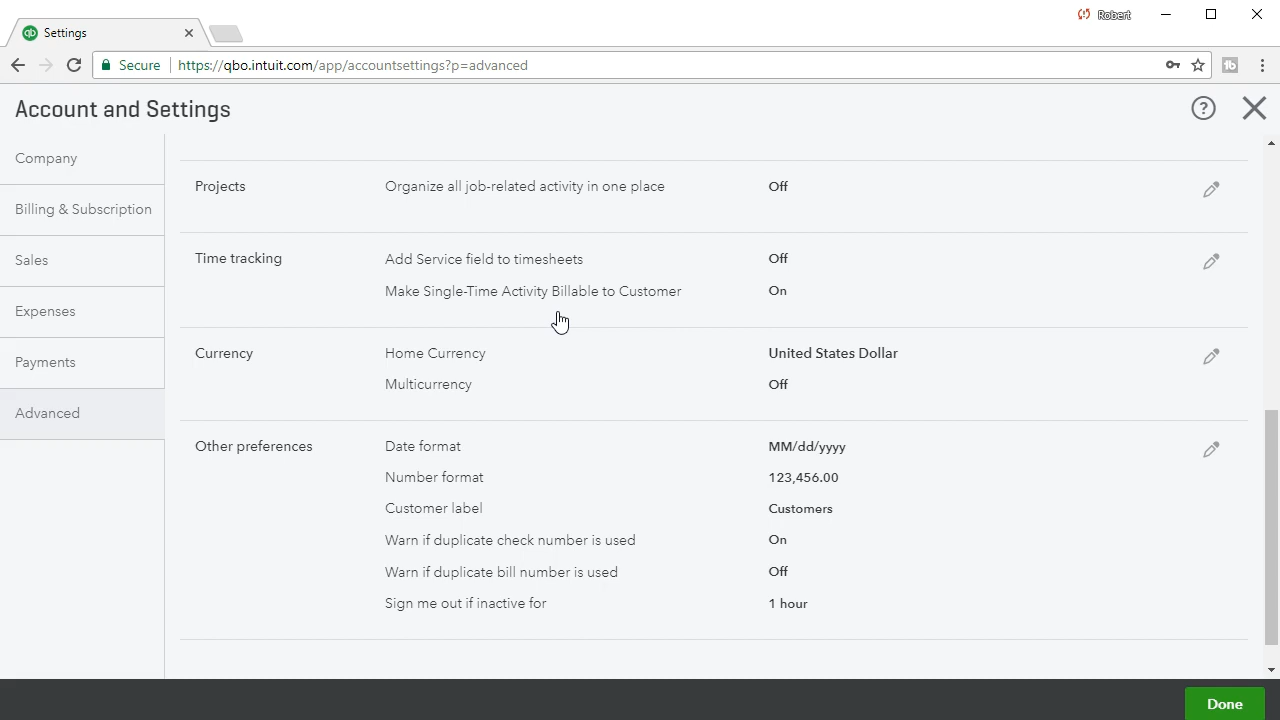 Settings
Robert
Secure
https://qbo.intuit.com/app/accountsettings?p=advanced
Account and Settings
Company
Billing & Subscription
Sales
Expenses
Payments
Advanced
Projects Organize all job-related activity in one place Off
Time tracking Add Service field to timesheets Off
Make Single-Time Activity Billable to Customer On
Currency Home Currency United States Dollar
Multicurrency Off
Other preferences Date format MM/dd/yyyy
Number format 123,456.00
Customer label Customers
Warn if duplicate check number is used On
Warn if duplicate bill number is used Off
Sign me out if inactive for 1 hour
Done